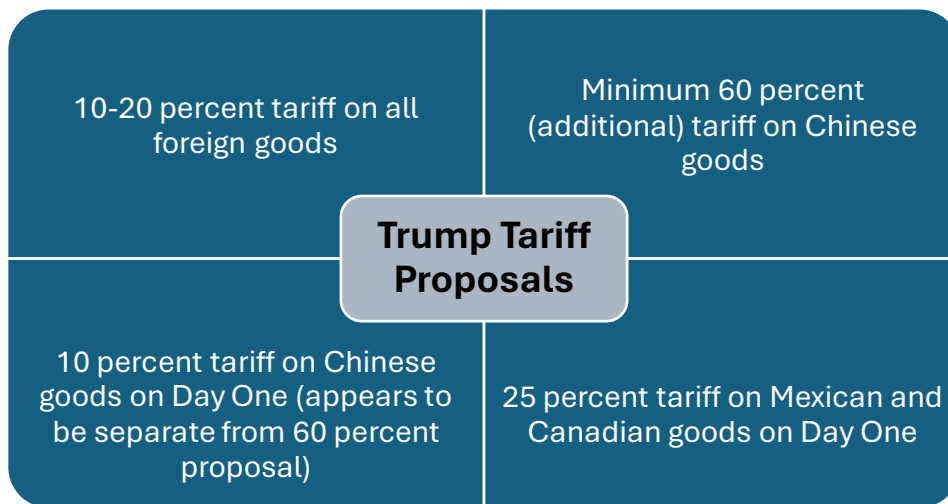 10-20 percent tariff on all
foreign goods
Minimum 60 percent
(additional) tariff on Chinese
goods
Trump Tariff
Proposals
10 percent tariff on Chinese
goods on Day One (appears to
be separate from 60 percent
proposal)
25 percent tariff on Mexican and
Canadian goods on Day One